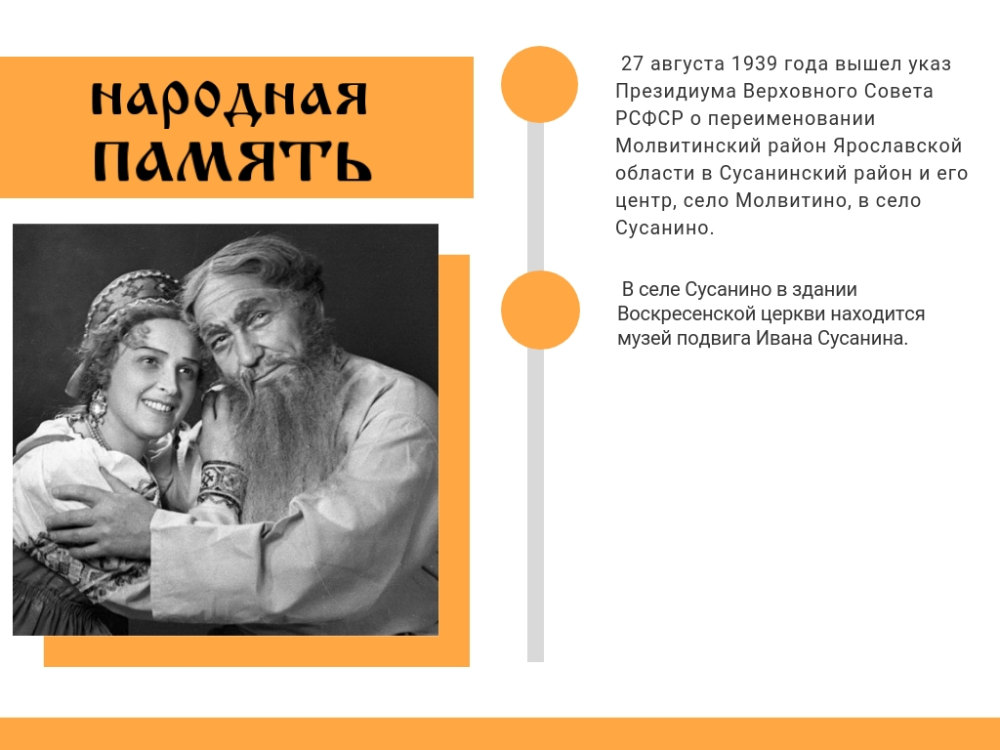 народная
ПАМЯТЬ
27 августа 1939 года вышел указ
Президиума Верховного Совета
РСФСР о переименовании
Молвитинский район Ярославской
области в Сусанинский район и его
центр, село Молвитино, в село
Сусанино.
В селе Сусанино в здании
Воскресенской церкви находится
музей подвига Ивана Сусанина.